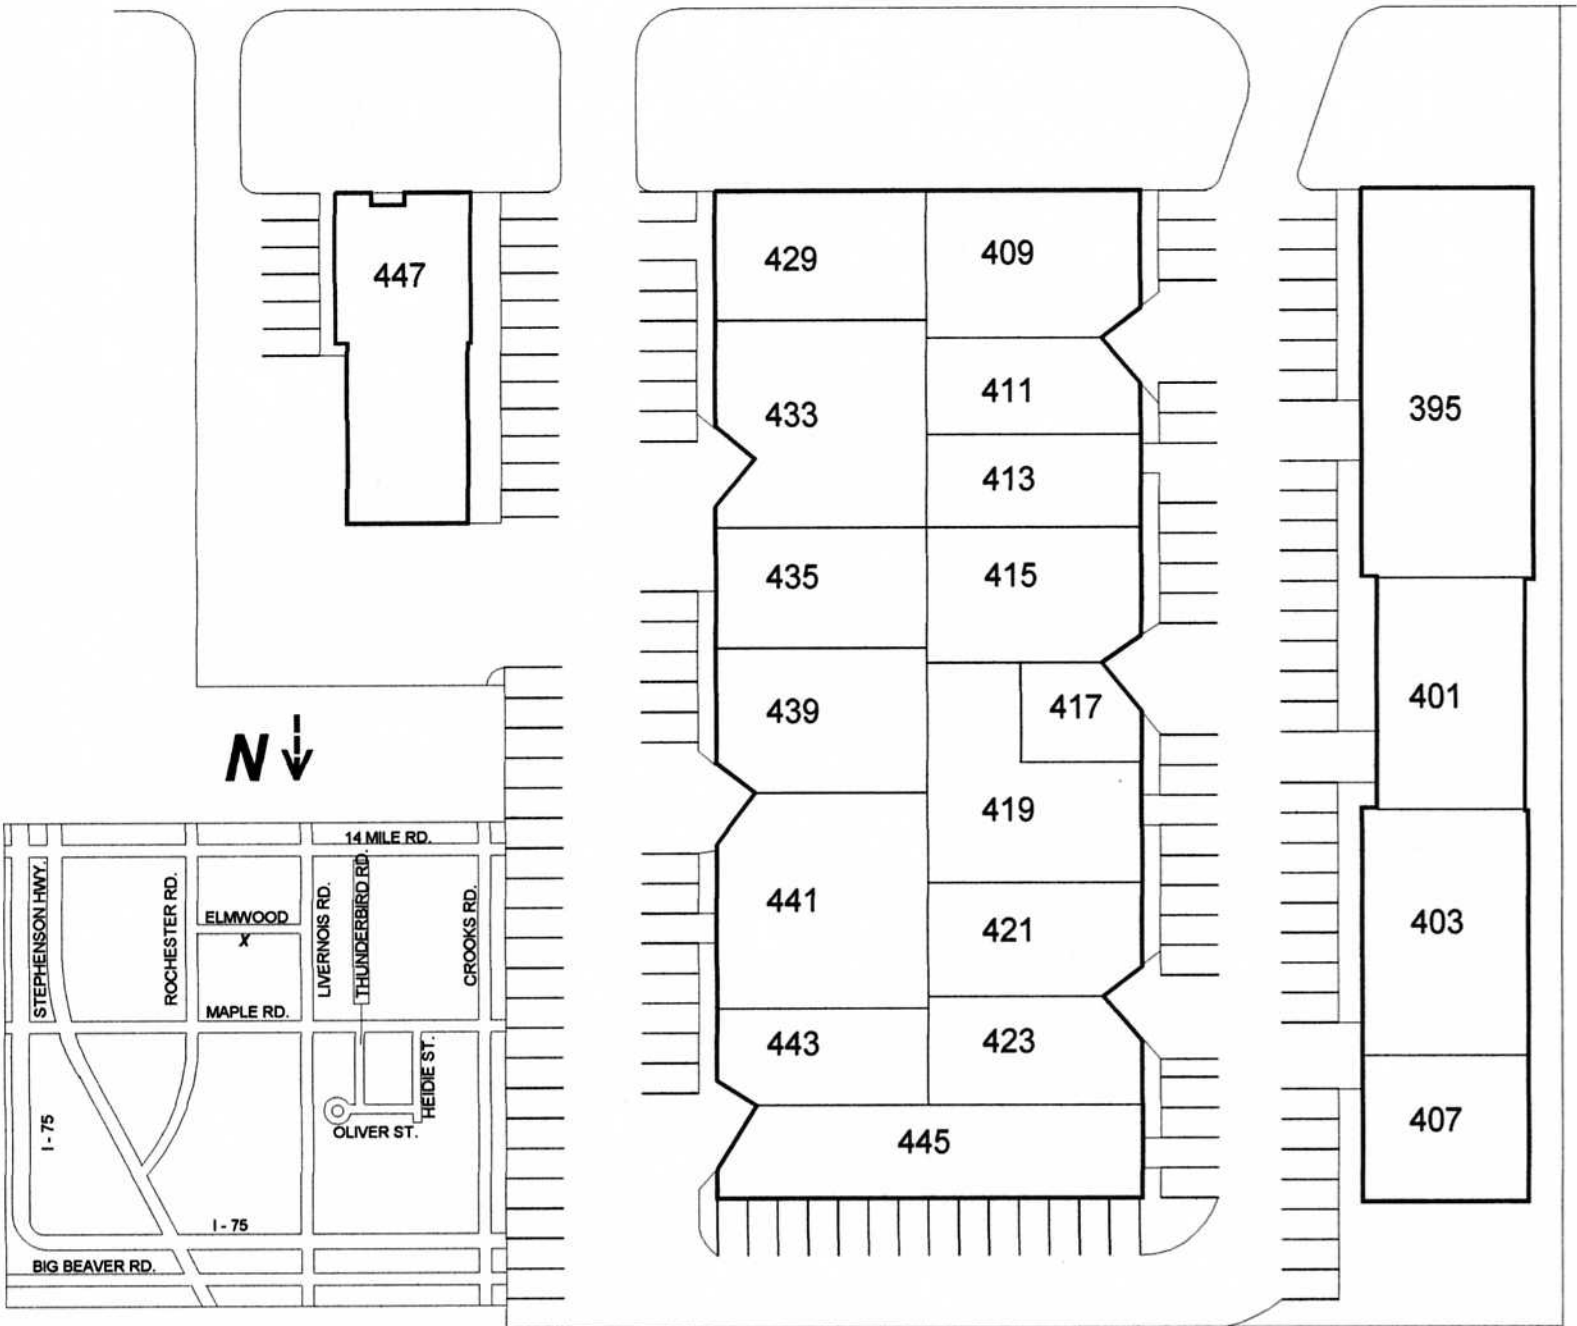 447
429
409
433
411
395
413
435
415
439
417
401
N
419
441
421
403
443
423
407
445
14 MILE RD.
STEPHENSON HWY.
ROCHESTER RD.
ELMWOOD
X
LIVERNOIS RD.
THUNDERBIRD RD.
CROOKS RD.
MAPLE RD.
HEIDIE ST.
OLIVER ST.
I - 75
I - 75
BIG BEAVER RD.